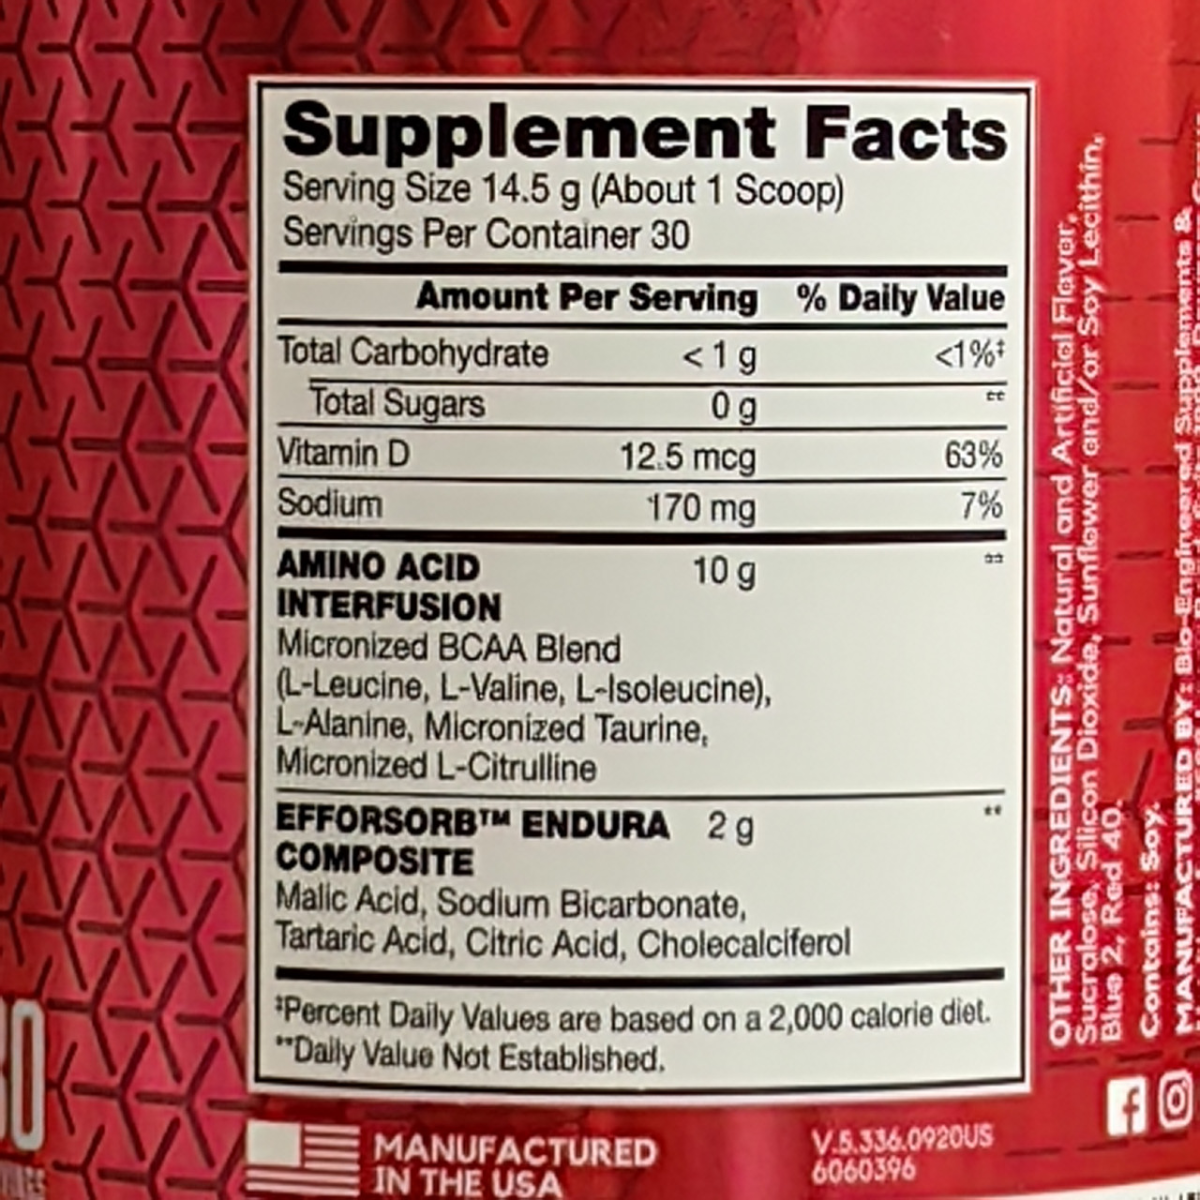 Supplement Facts
Serving Size 14.5 g (About 1 Scoop)
Servings Per Container 30
Amount Per Serving % Daily Value
Total Carbohydrate <1 g <1%‡
Total Sugars 0 g **
Vitamin D 12.5 mcg 63%
Sodium 170 mg 7%
AMINO ACID 10 g **
INTERFUSION
Micronized BCAA Blend
(L-Leucine, L-Valine, L-Isoleucine),
L-Alanine, Micronized Taurine,
Micronized L-Citrulline
EFFORSORB™ ENDURA 2 g **
COMPOSITE
Malic Acid, Sodium Bicarbonate,
Tartaric Acid, Citric Acid, Cholecalciferol
‡Percent Daily Values are based on a 2,000 calorie diet.
**Daily Value Not Established.
OTHER INGREDIENTS: Natural and Artificial Flavor,
Sucralose, Silicon Dioxide, Sunflower and/or Soy Lecithin,
Blue 2, Red 40.
Contains: Soy.
MANUFACTURED BY: Bio-Engineered Supplements &
MANUFACTURED
IN THE USA
V.5.336.0920US
6060396